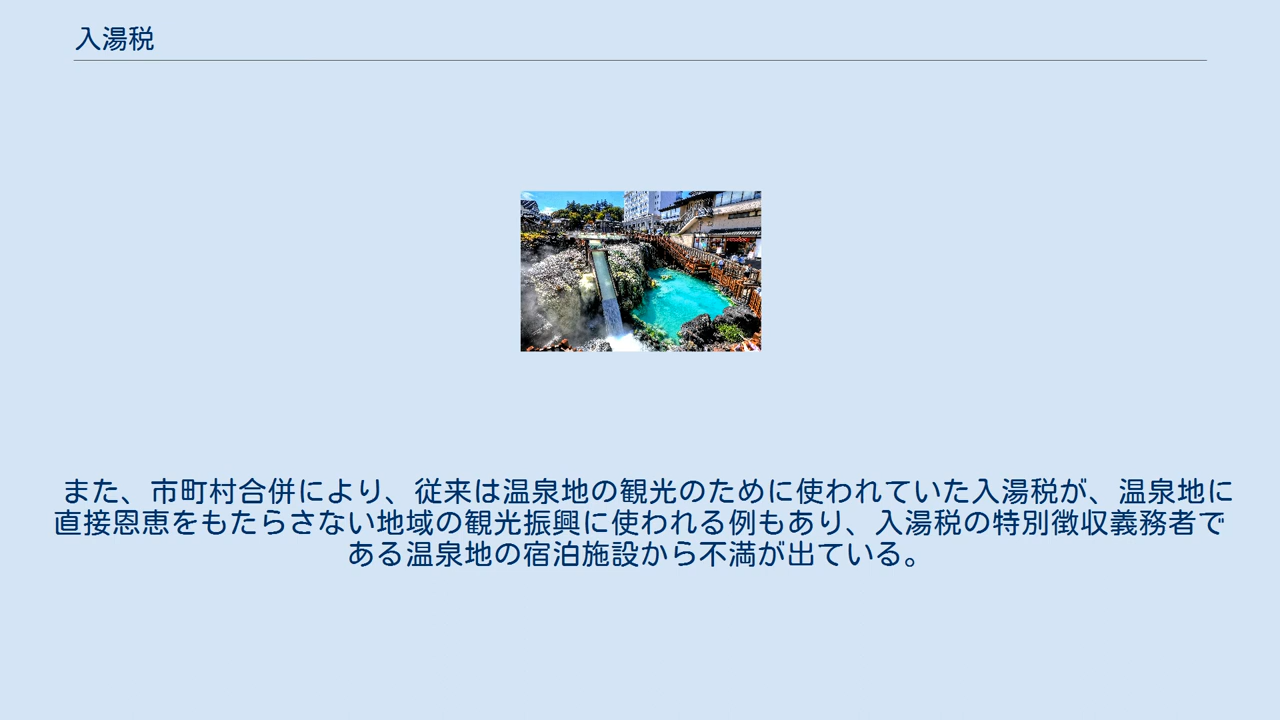 入湯税
また、市町村合併により、従来は温泉地の観光のために使われていた入湯税が、温泉地に
直接恩恵をもたらさない地域の観光振興に使われる例もあり、入湯税の特別徴収義務者で
ある温泉地の宿泊施設から不満が出ている。